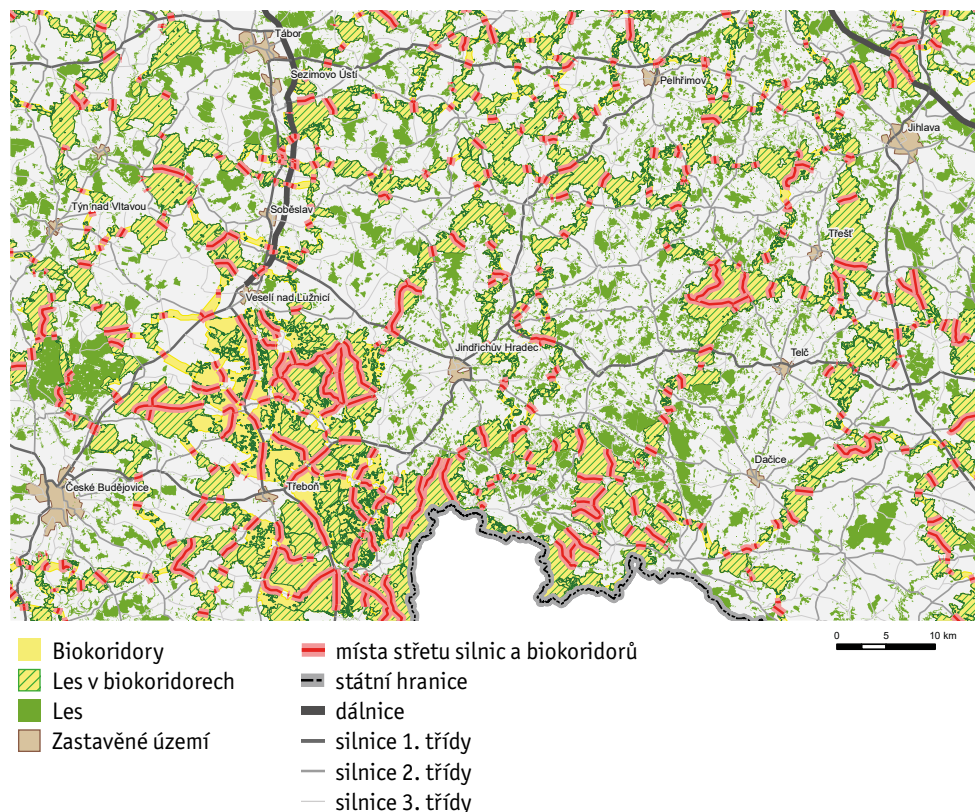 Tábor
Sezimovo Ústí
Pelhřimov
Jihlava
Týn nad Vltavou
Soběslav
Třešť
Veselí nad Lužnicí
Jindřichův Hradec
Telč
Dačice
České Budějovice
Třeboň
0 5 10 km
Biokoridory
Les v biokoridorech
Les
Zastavěné území
místa střetu silnic a biokoridorů
státní hranice
dálnice
silnice 1. třídy
silnice 2. třídy
silnice 3. třídy